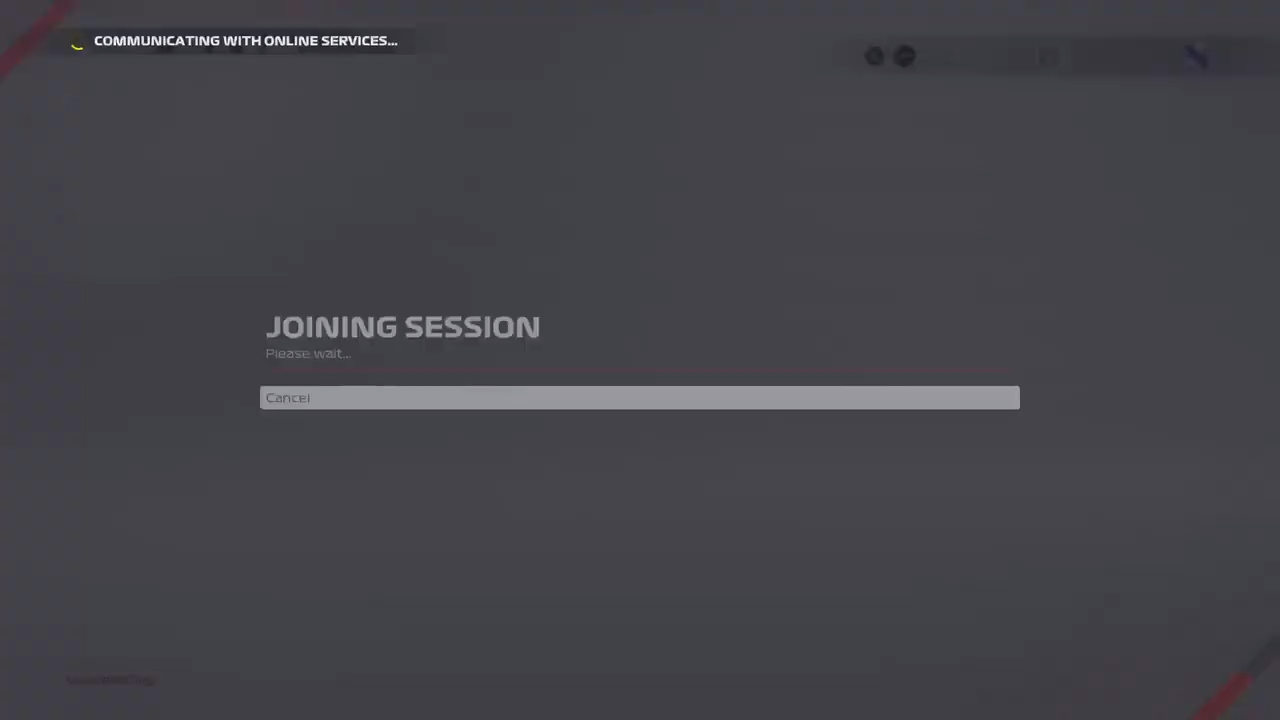 COMMUNICATING WITH ONLINE SERVICES...
JOINING SESSION
Please wait...
Cancel